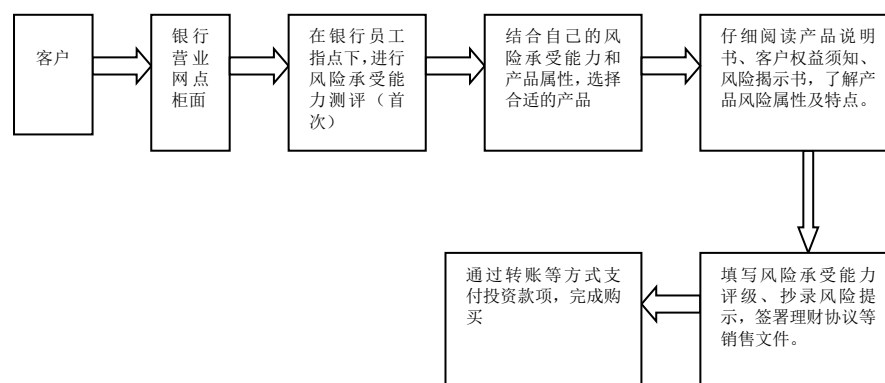 客户
银行
营业
网点
柜面
在银行员工
指点下，进行
风险承受能
力测评（首
次）
结合自己的风
险承受能力和
产品属性，选择
合适的产品
仔细阅读产品说明
书、客户权益须知、
风险揭示书，了解产
品风险属性及特点。
填写风险承受能力
评级、抄录风险提
示，签署理财协议等
销售文件。
通过转账等方式支
付投资款项，完成购
买